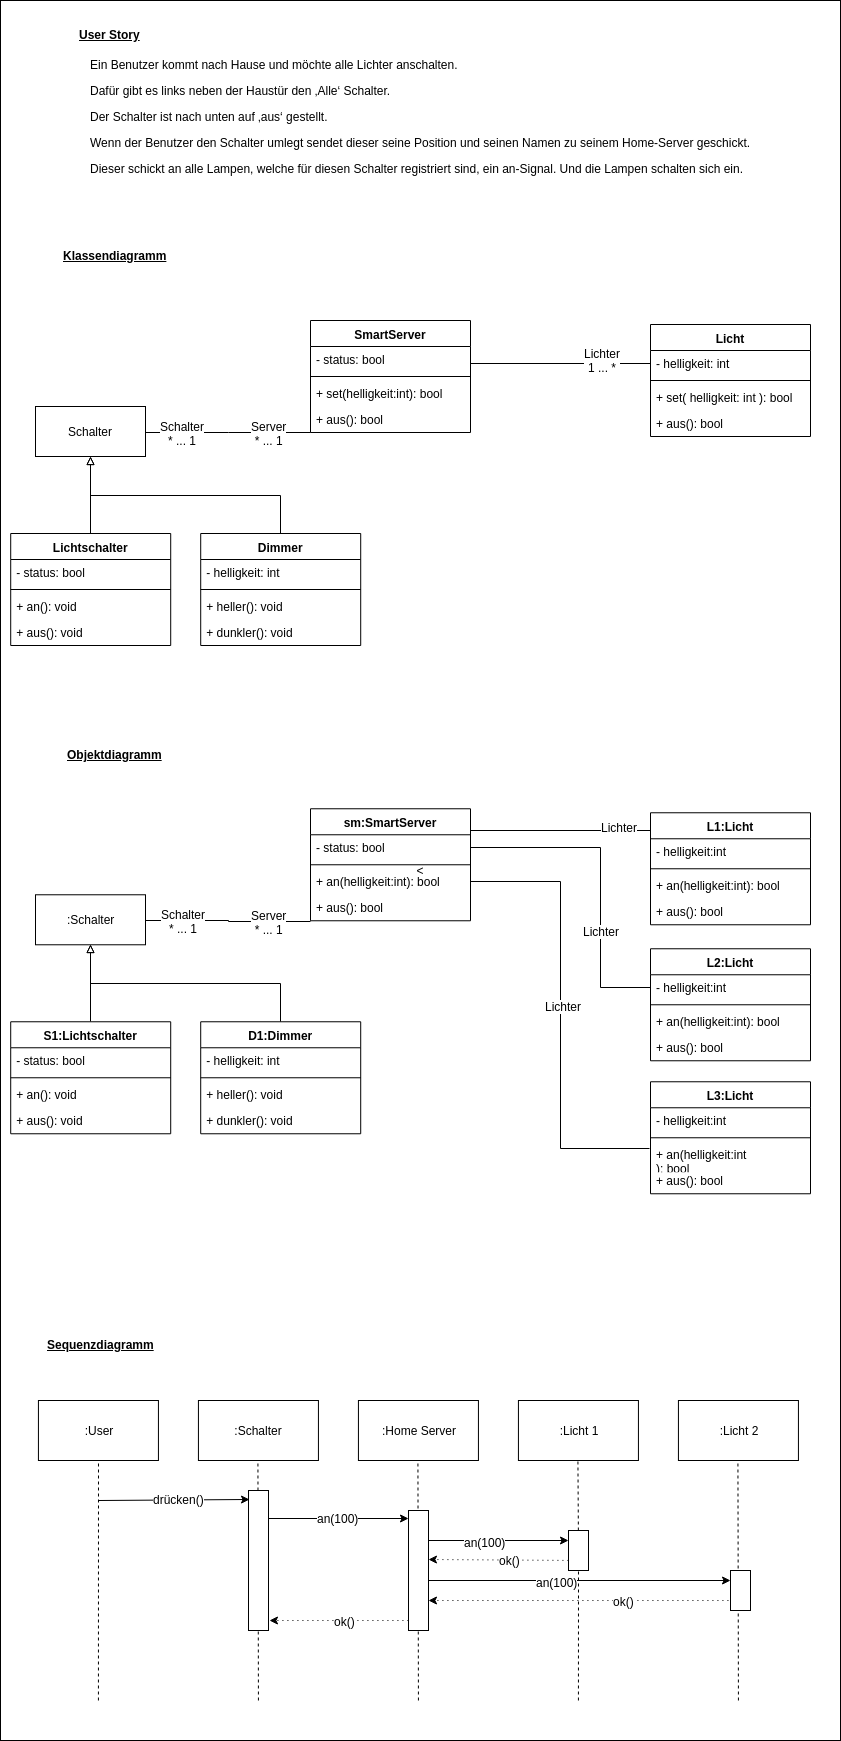 User Story
Ein Benutzer kommt nach Hause und möchte alle Lichter anschalten.
Dafür gibt es links neben der Haustür den ‚Alle‘ Schalter.
Der Schalter ist nach unten auf ‚aus‘ gestellt.
Wenn der Benutzer den Schalter umlegt sendet dieser seine Position und seinen Namen zu seinem Home-Server geschickt.
Dieser schickt an alle Lampen, welche für diesen Schalter registriert sind, ein an-Signal. Und die Lampen schalten sich ein.
Klassendiagramm
SmartServer
- status: bool
+ set(helligkeit:int): bool
+ aus(): bool
Lichter
1 ... *
Licht
- helligkeit: int
+ set( helligkeit: int ): bool
+ aus(): bool
Schalter
Schalter
* ... 1
Server
* ... 1
Lichtschalter
- status: bool
+ an(): void
+ aus(): void
Dimmer
- helligkeit: int
+ heller(): void
+ dunkler(): void
Objektdiagramm
sm:SmartServer
- status: bool
<
+ an(helligkeit:int): bool
+ aus(): bool
Lichter
L1:Licht
- helligkeit:int
+ an(helligkeit:int): bool
+ aus(): bool
:Schalter
Schalter
* ... 1
Server
* ... 1
Lichter
L2:Licht
- helligkeit:int
+ an(helligkeit:int): bool
+ aus(): bool
Lichter
S1:Lichtschalter
- status: bool
+ an(): void
+ aus(): void
D1:Dimmer
- helligkeit: int
+ heller(): void
+ dunkler(): void
L3:Licht
- helligkeit:int
+ an(helligkeit:int
): bool
+ aus(): bool
Sequenzdiagramm
:User
:Schalter
:Home Server
:Licht 1
:Licht 2
drücken()
an(100)
an(100)
ok()
an(100)
ok()
ok()